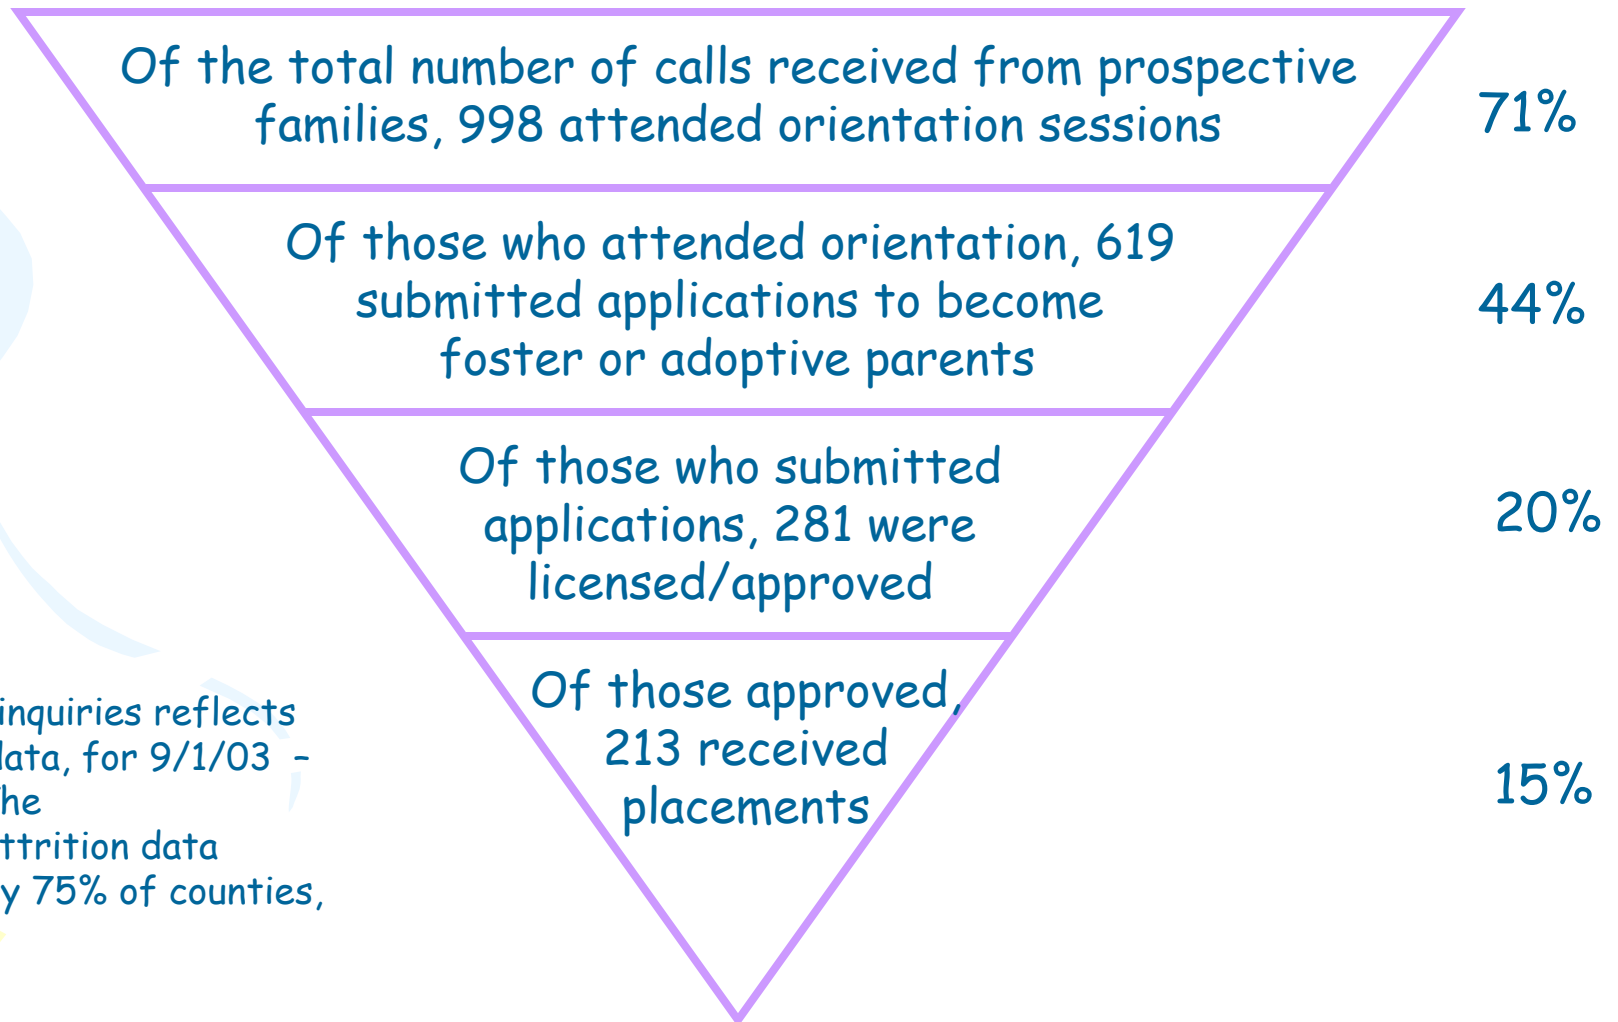 Of the total number of calls received from prospective
families, 998 attended orientation sessions
71%
Of those who attended orientation, 619
submitted applications to become
foster or adoptive parents
44%
Of those who submitted
applications, 281 were
licensed/approved
20%
Of those approved,
213 received
placements
15%
inquiries reflects
for 9/1/03 –
data
75% of counties,